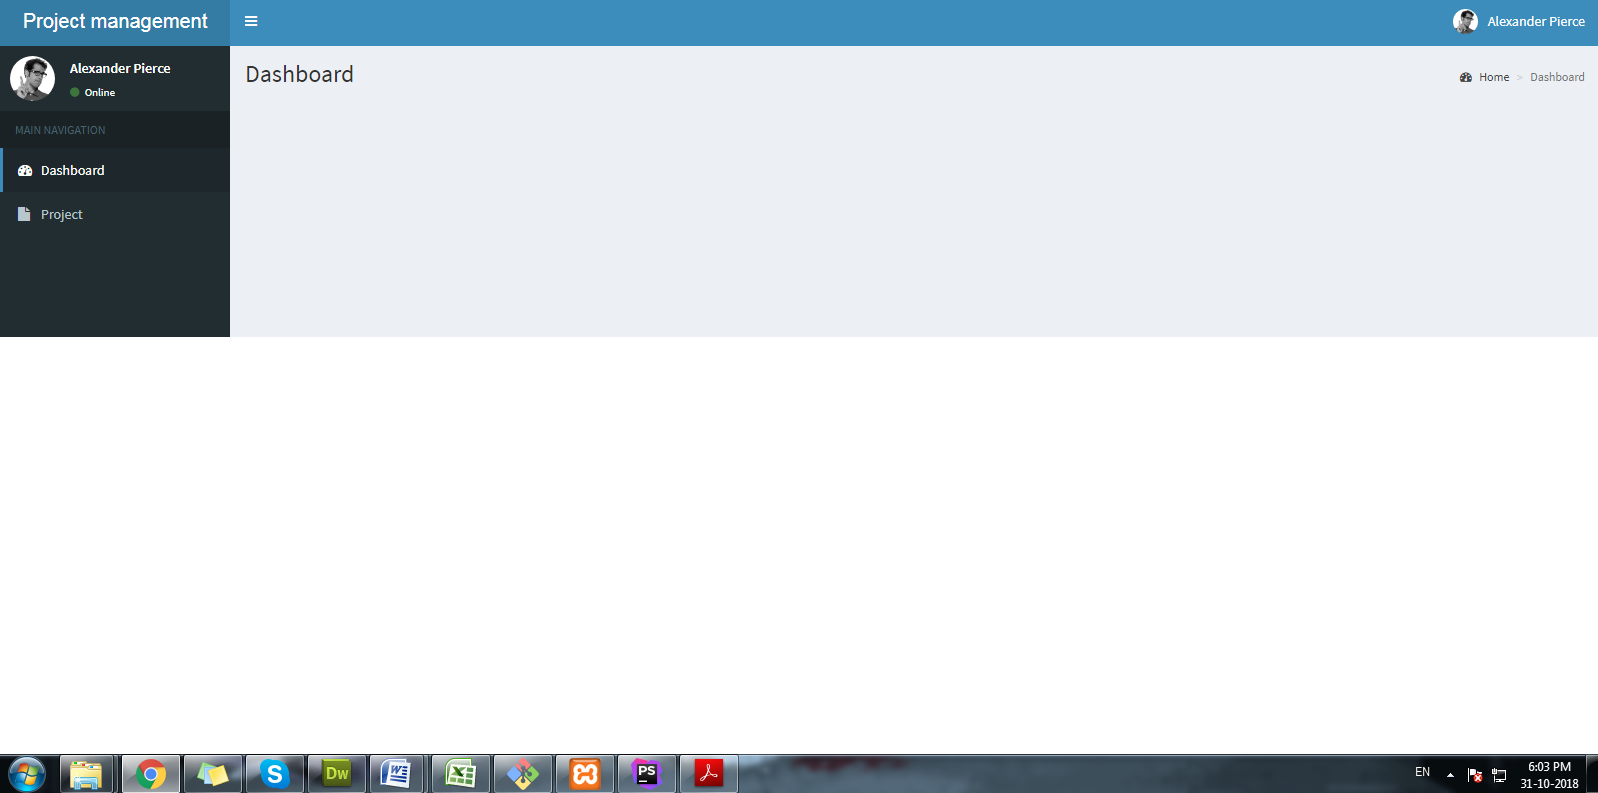 Project management
Alexander Pierce
Alexander Pierce
Online
Dashboard
Home > Dashboard
MAIN NAVIGATION
Dashboard
Project
S
Dw
W
X
PS
EN
6:03 PM
31-10-2018